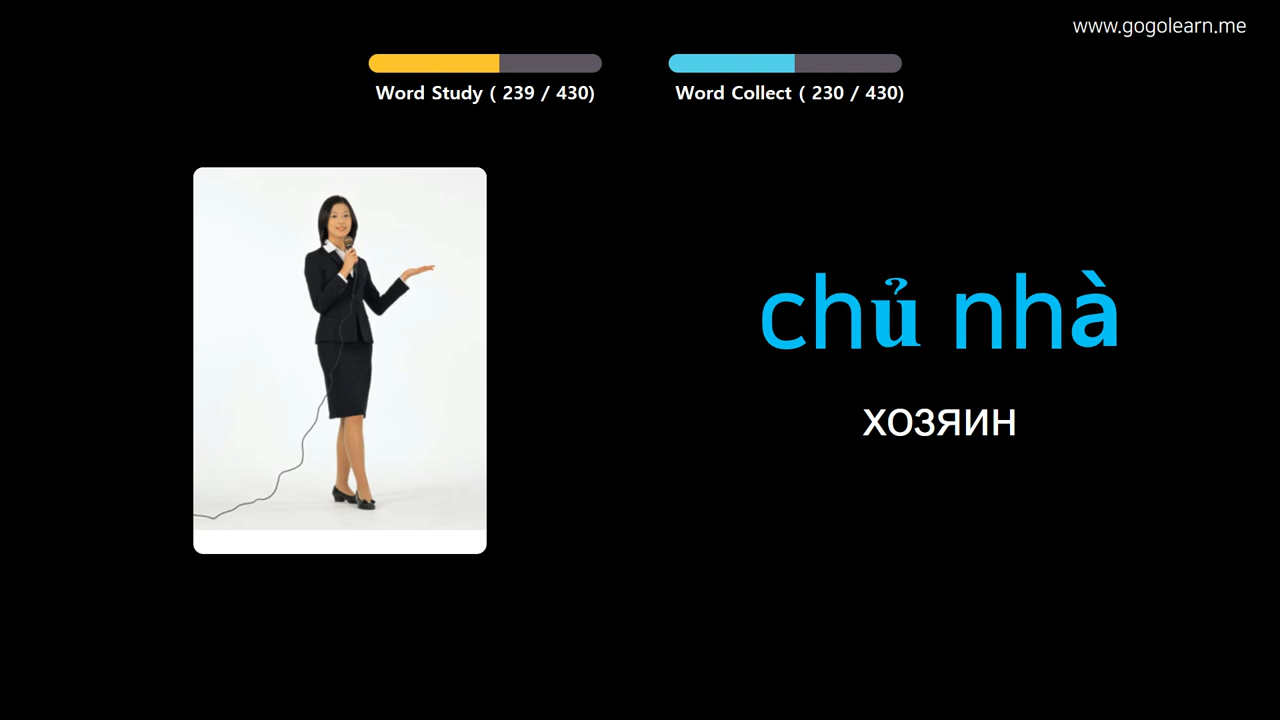 www.gogolearn.me
Word Study ( 239 / 430)
Word Collect ( 230 / 430)
chủ nhà
хозяин